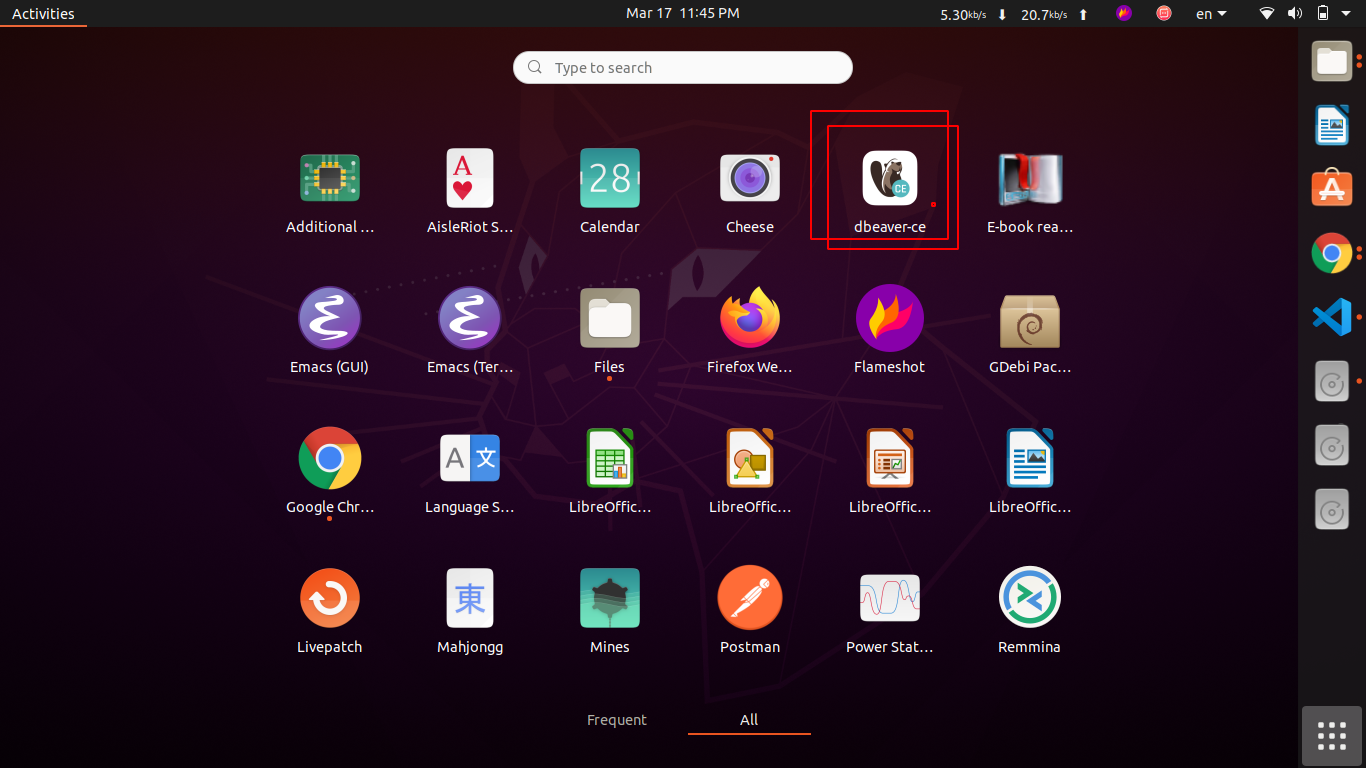 Activities
Mar 17 11:45 PM
5.30kb/s ⬇ 20.7kb/s ⬆
en
Type to search
A
28
CE
Additional ...
AisleRiot S...
Calendar
Cheese
dbeaver-ce
E-book rea...
Emacs (GUI)
Emacs (Ter...
Files
Firefox We...
Flameshot
GDebi Pac...
A 文
Google Chr...
Language S...
LibreOffic...
LibreOffic...
LibreOffic...
LibreOffic...
東
Livepatch
Mahjongg
Mines
Postman
Power Stat...
Remmina
Frequent
All